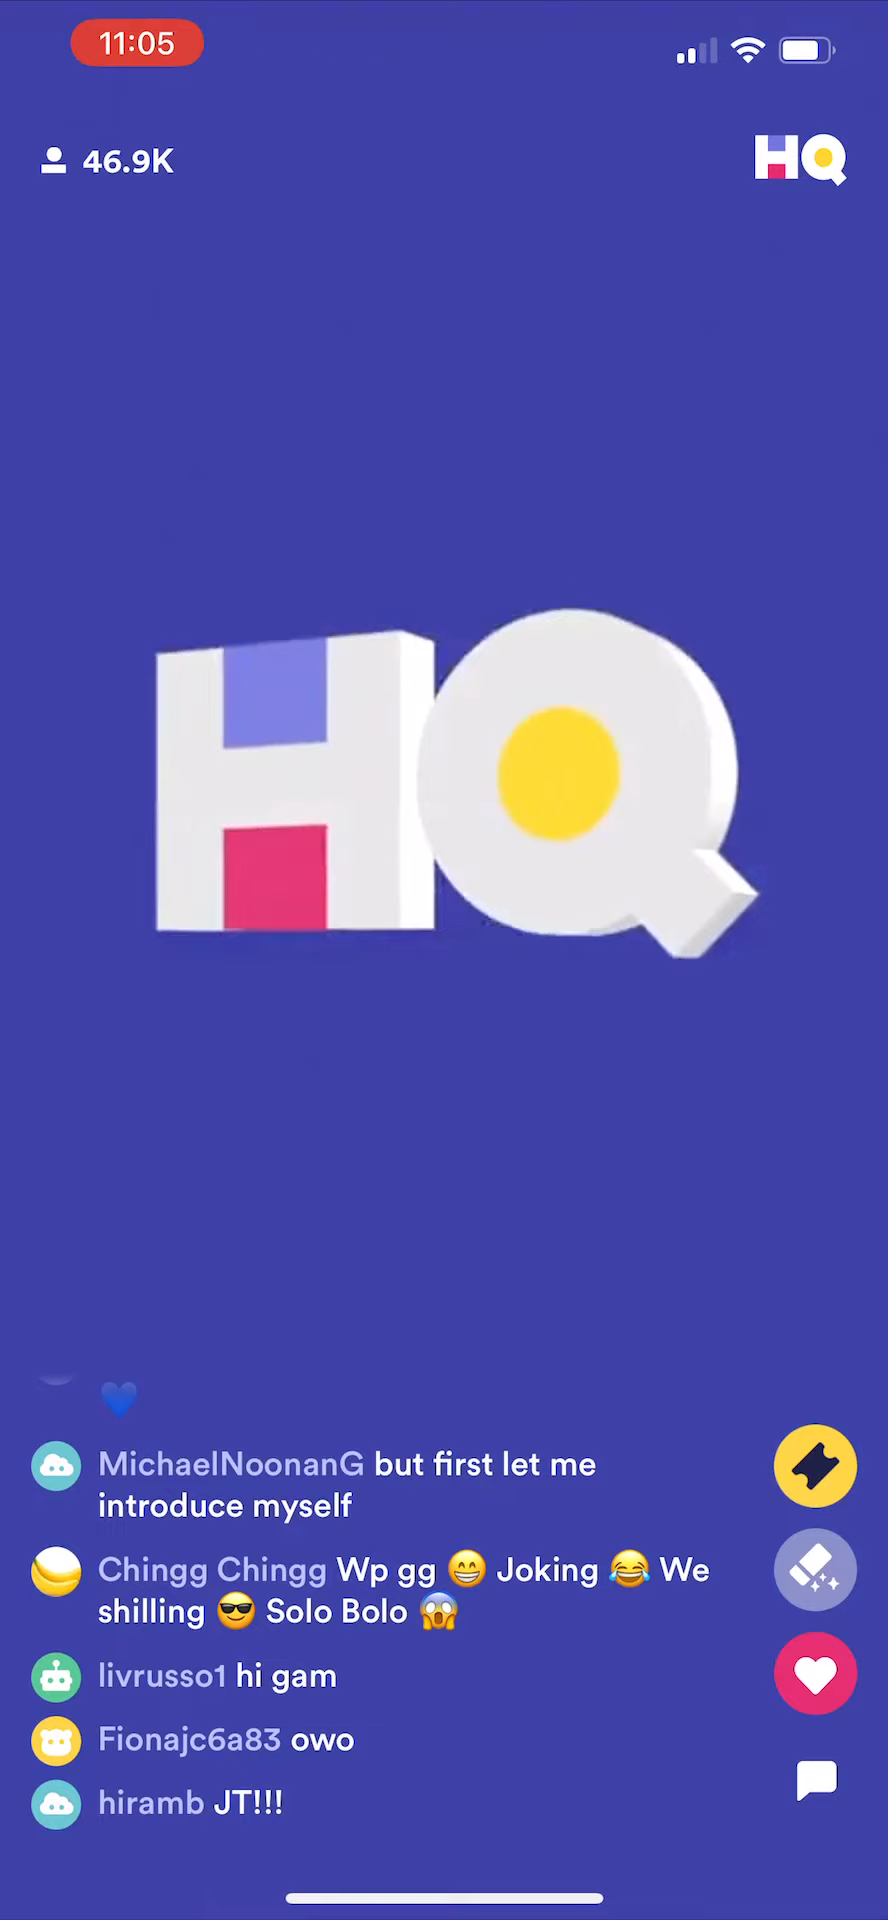 11:05
46.9K
HQ
HQ
💙
MichaelNoonanG but first let me
introduce myself
Chingg Chingg Wp gg 😁 Joking 😂 We
shilling 😎 Solo Bolo 😱
livrusso1 hi gam
Fionajc6a83 owo
hiramb JT!!!